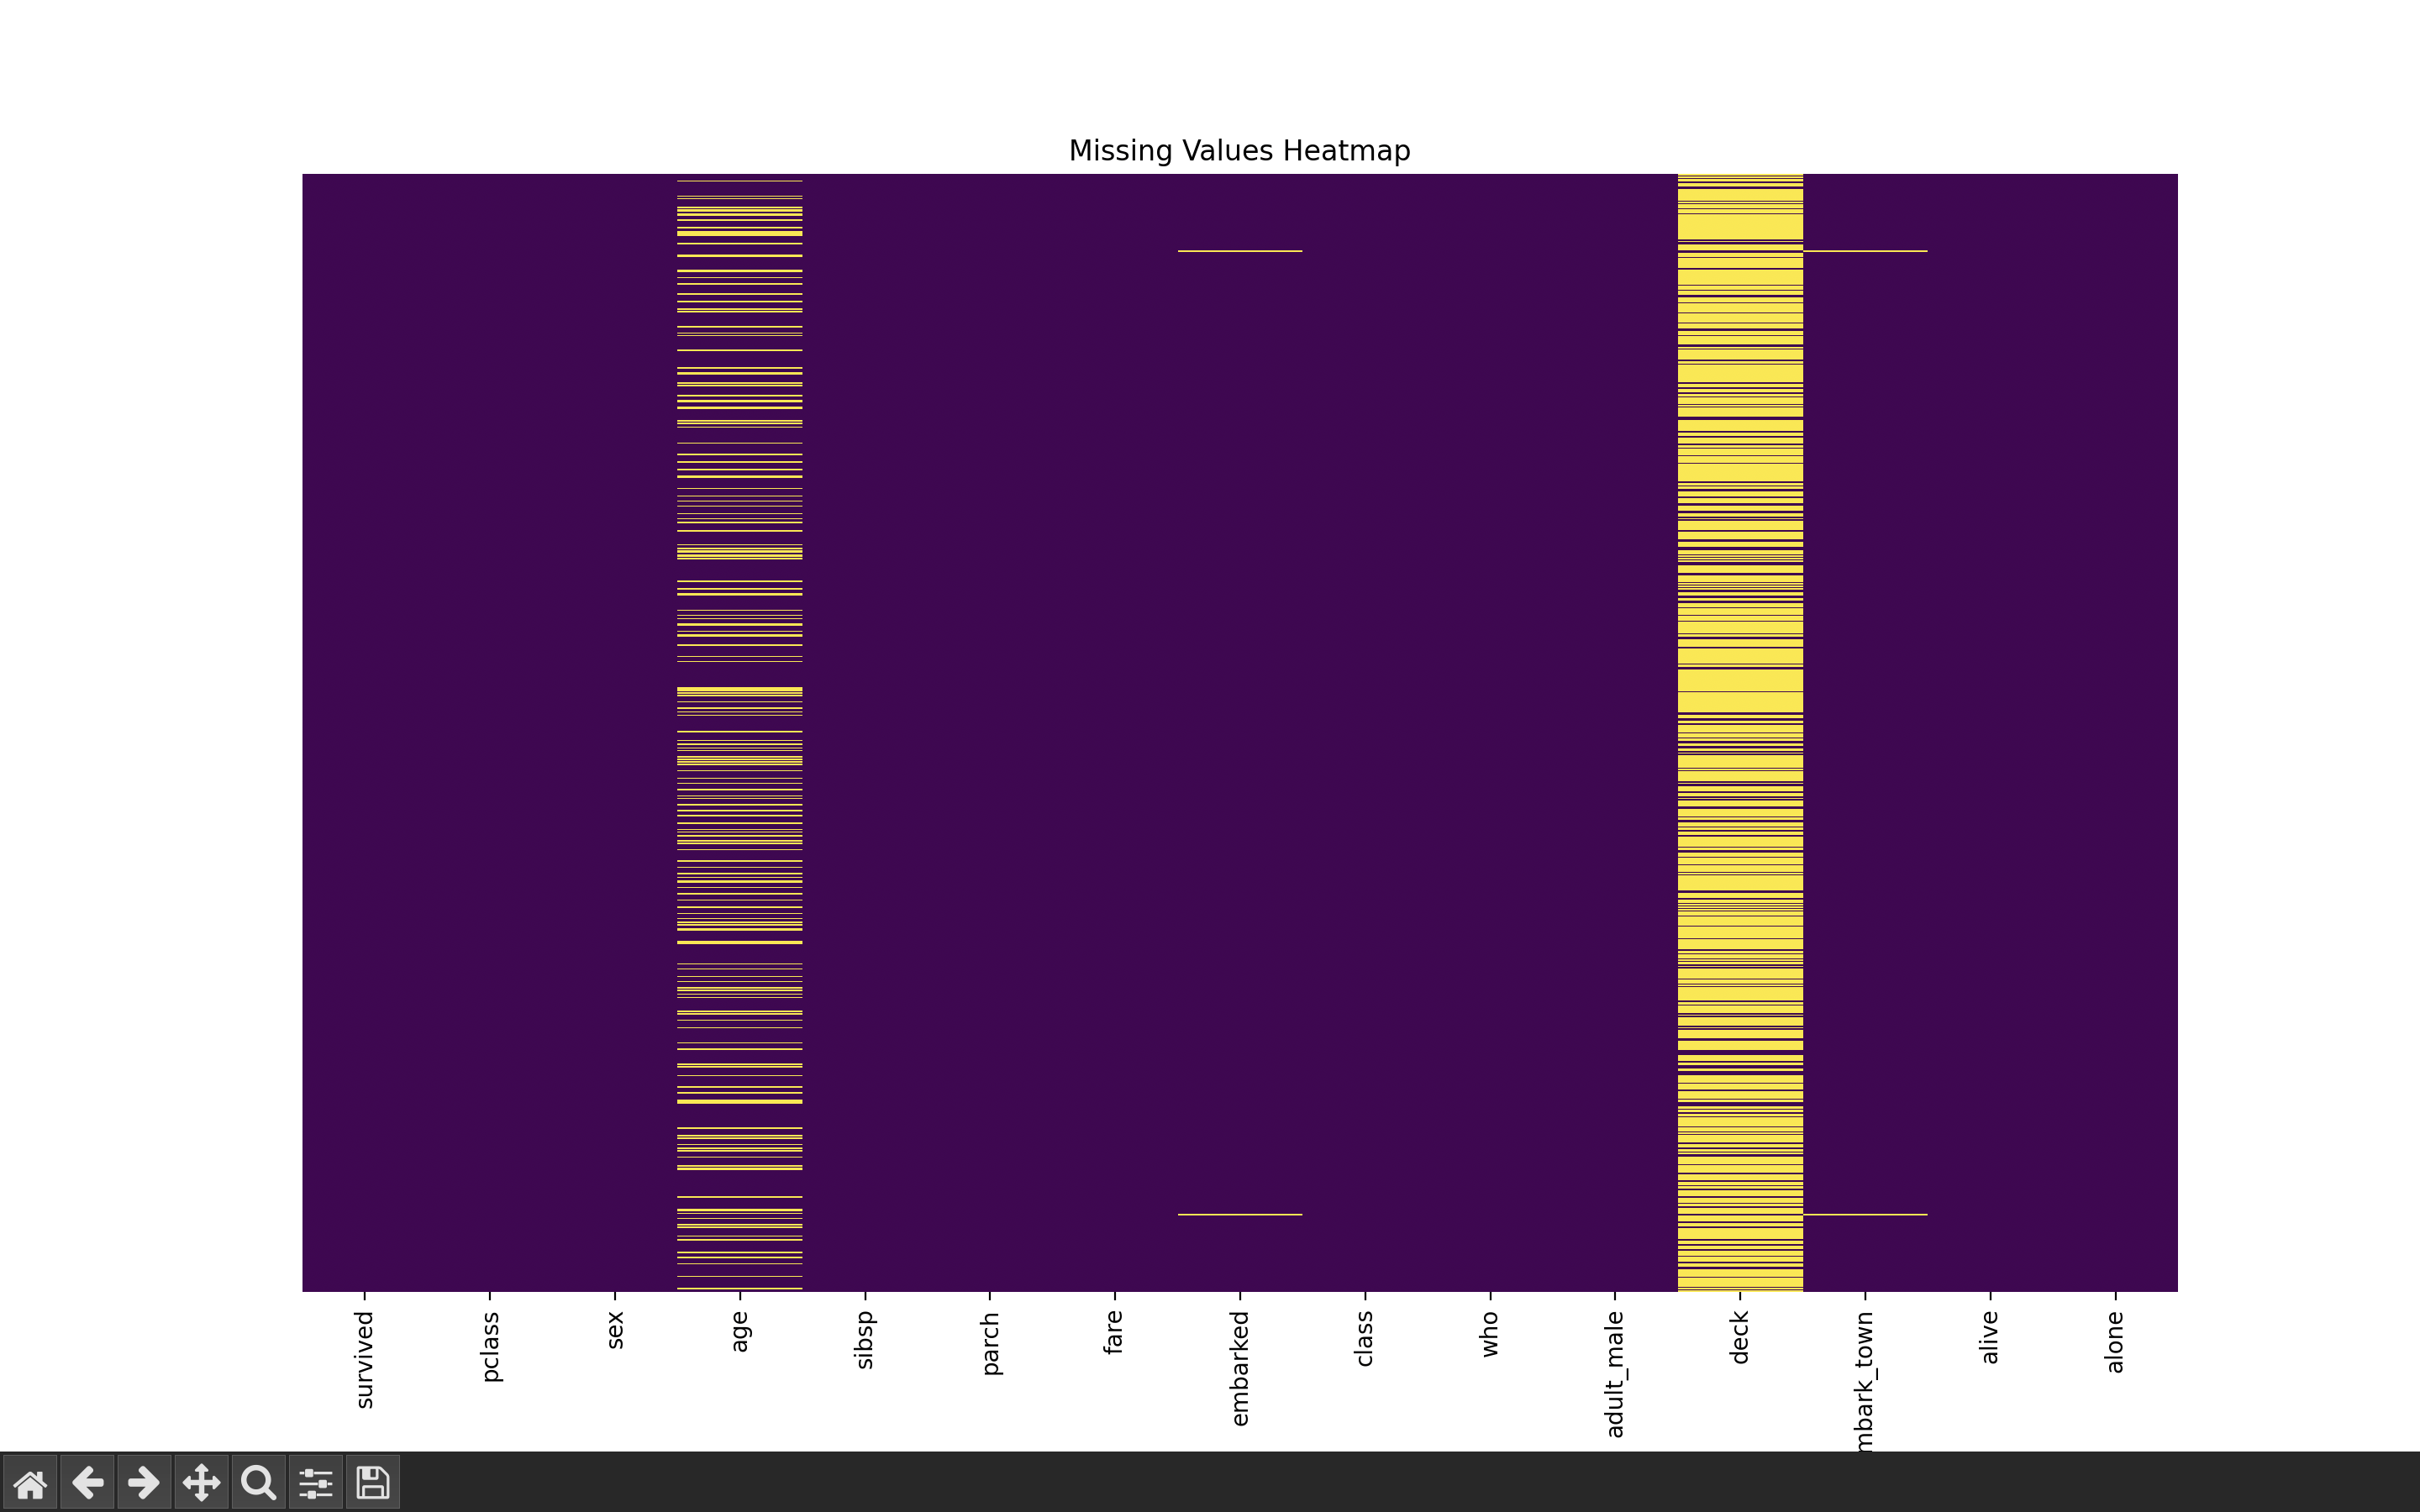 Missing Values Heatmap
survived
pclass
sex
age
sibsp
parch
fare
embarked
class
who
adult_male
deck
mbark_town
alive
alone